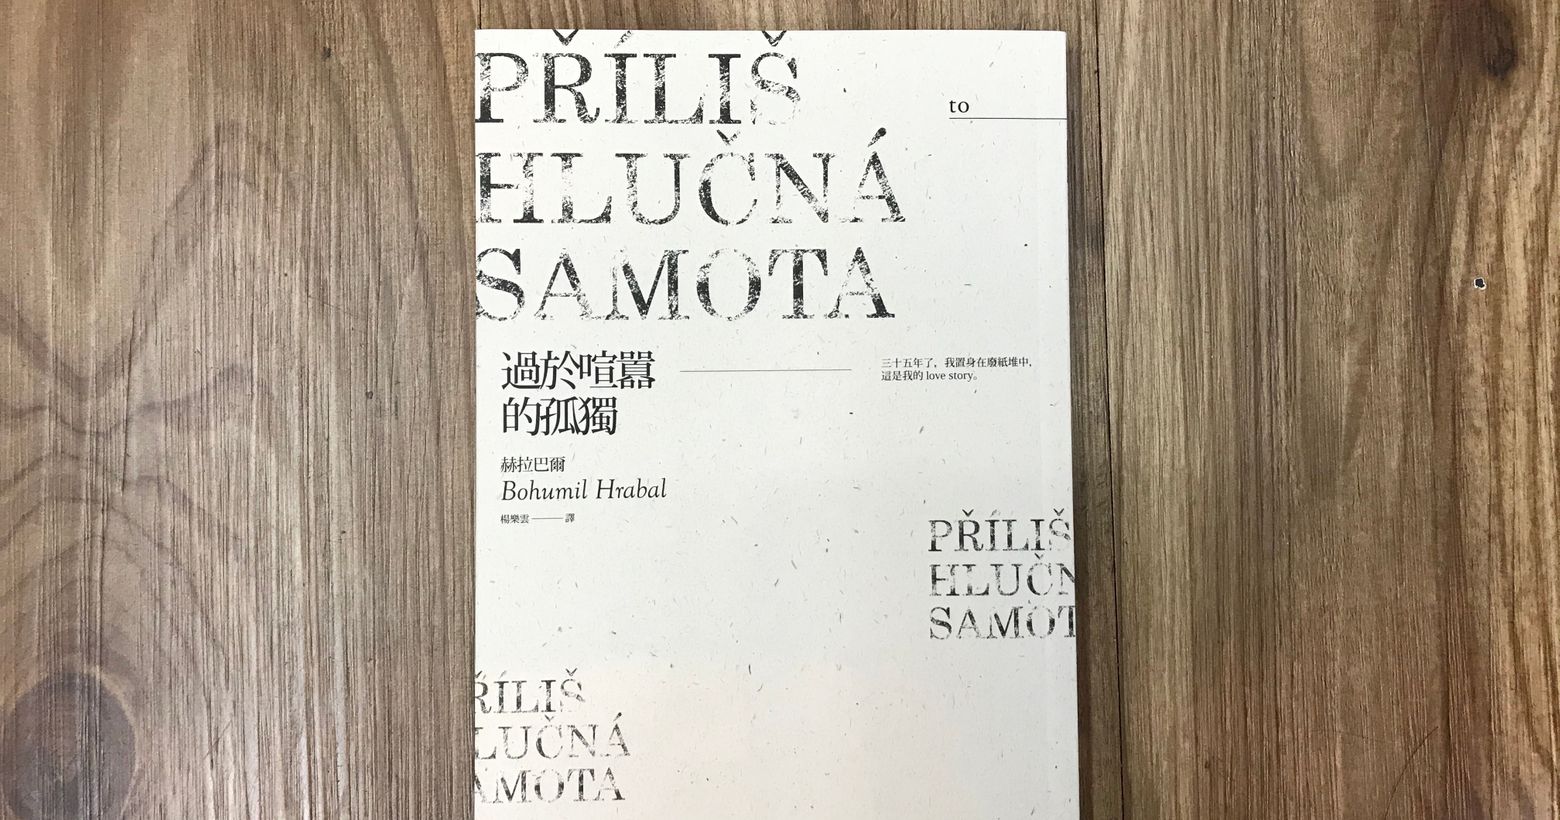 PŘÍLIŠ
HLUČNÁ
SAMOTA
to
過於喧囂
的孤獨
三十五年了，我置身在廢紙堆中，
這是我的 love story。
赫拉巴爾
Bohumil Hrabal
楊樂雲 —— 譯
PŘÍLIŠ
HLUČN
SAMOT
ŘÍLIŠ
LUČNÁ
AMOTA